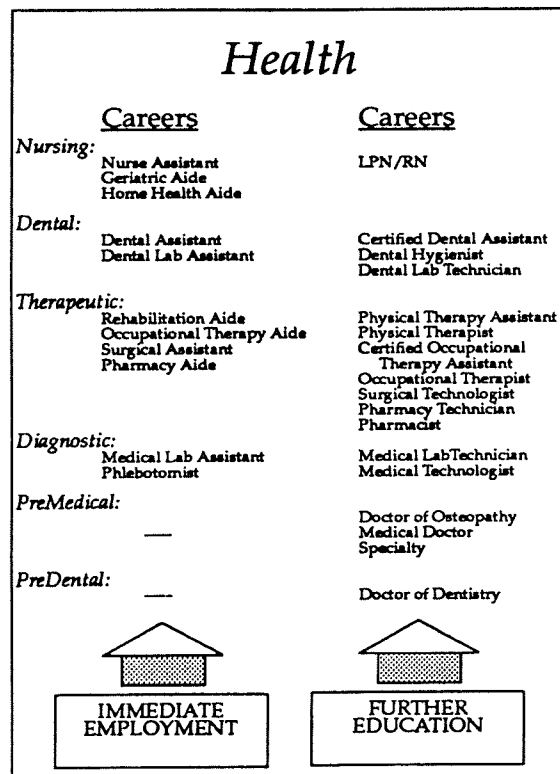 Health
Careers Careers
Nursing:
Nurse Assistant LPN/RN
Geriatric Aide
Home Health Aide
Dental:
Dental Assistant Certified Dental Assistant
Dental Lab Assistant Dental Hygienist
Dental Lab Technician
Therapeutic:
Rehabilitation Aide Physical Therapy Assistant
Occupational Therapy Aide Physical Therapist
Surgical Assistant Certified Occupational
Pharmacy Aide Therapy Assistant
Occupational Therapist
Surgical Technologist
Pharmacy Technician
Pharmacist
Diagnostic:
Medical Lab Assistant Medical LabTechnician
Phlebotomist Medical Technologist
PreMedical:
Doctor of Osteopathy
— Medical Doctor
Specialty
PreDental:
— Doctor of Dentistry
IMMEDIATE FURTHER
EMPLOYMENT EDUCATION